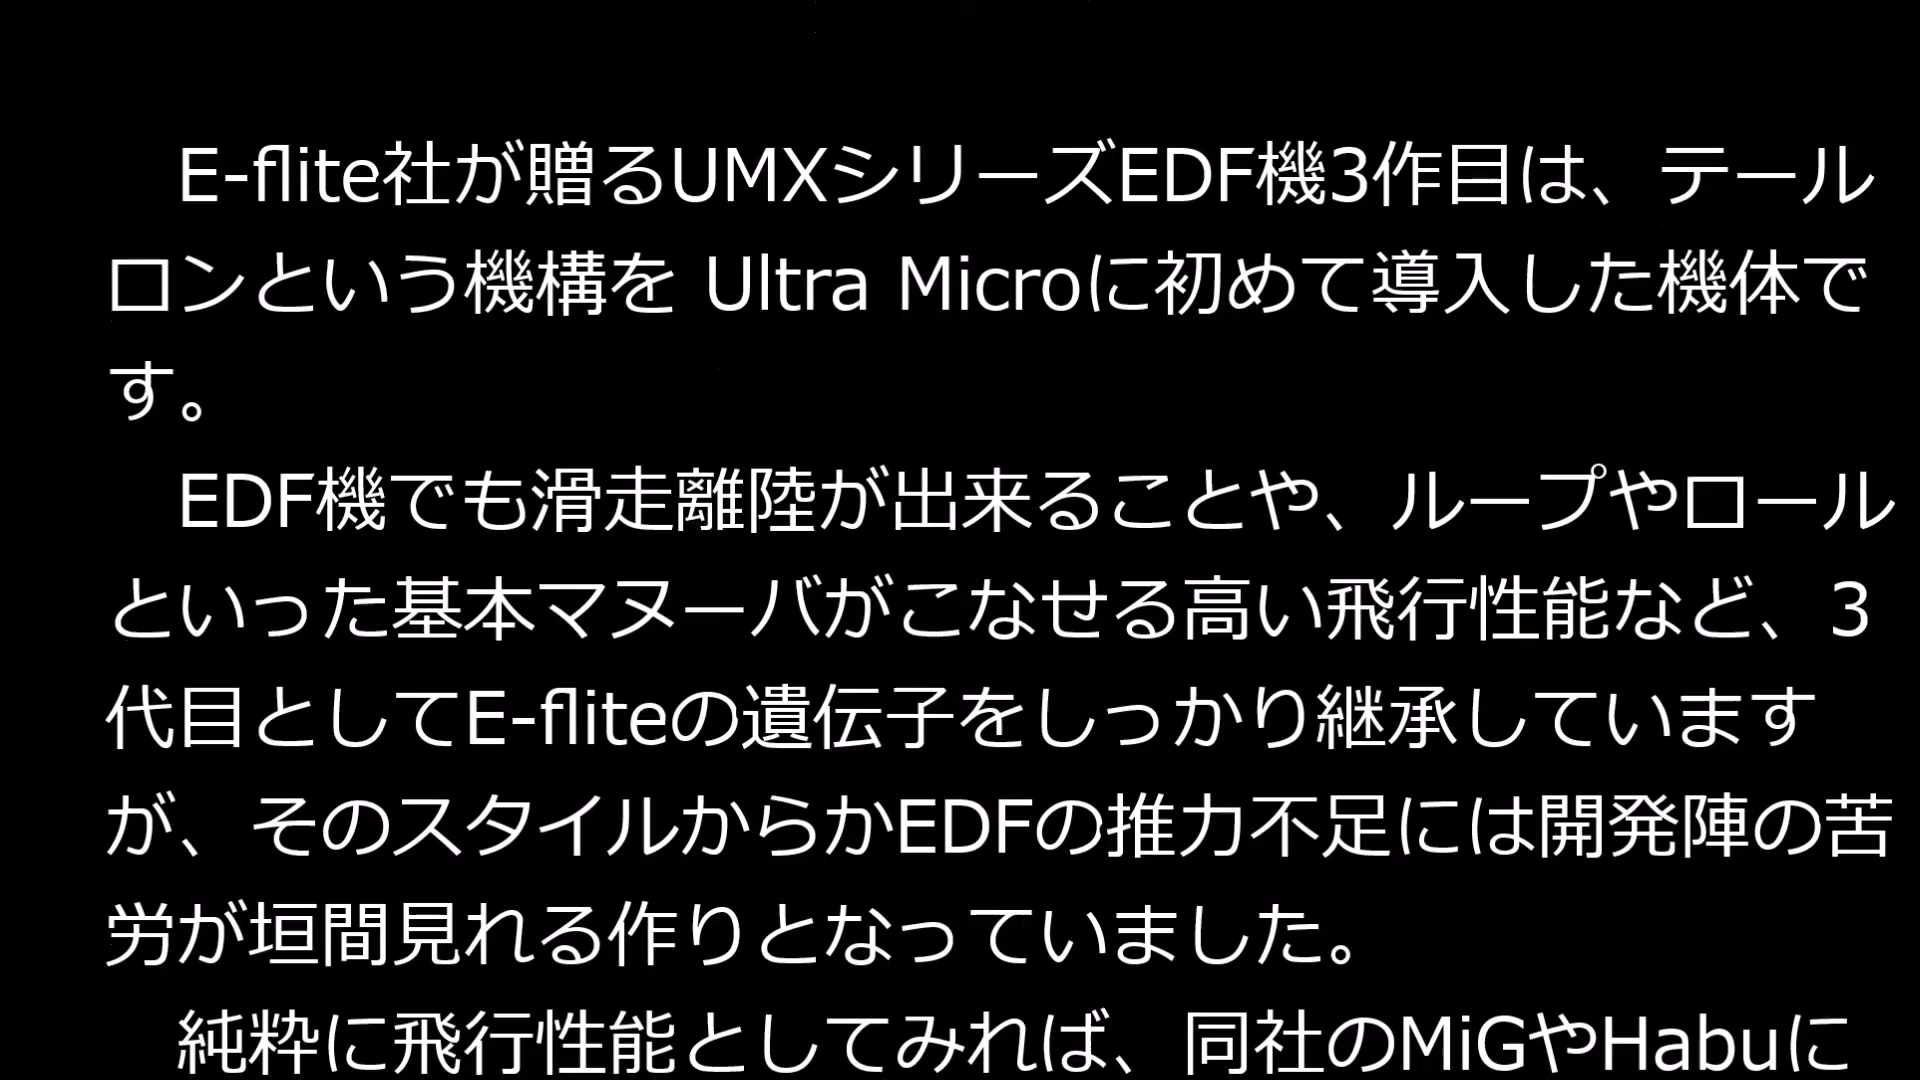 E-flite社が贈るUMXシリーズEDF機3作目は、テール
ロンという機構を Ultra Microに初めて導入した機体で
す。
EDF機でも滑走離陸が出来ることや、ループやロール
といった基本マヌーバがこなせる高い飛行性能など、3
代目としてE-fliteの遺伝子をしっかり継承しています
が、そのスタイルからかEDFの推力不足には開発陣の苦
労が垣間見れる作りとなっていました。
純粋に飛行性能としてみれば、同社のMiGやHabuに